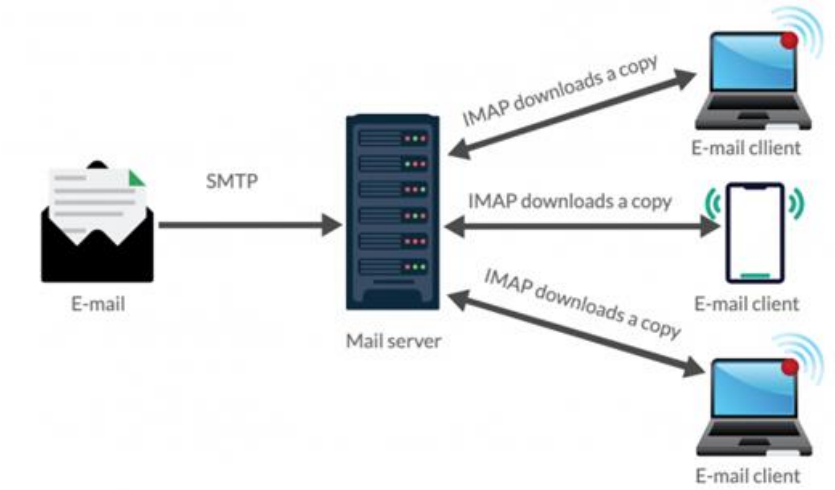 IMAP downloads a copy
E-mail cllient
SMTP
IMAP downloads a copy
E-mail
IMAP downloads a copy
E-mail client
Mail server
E-mail client